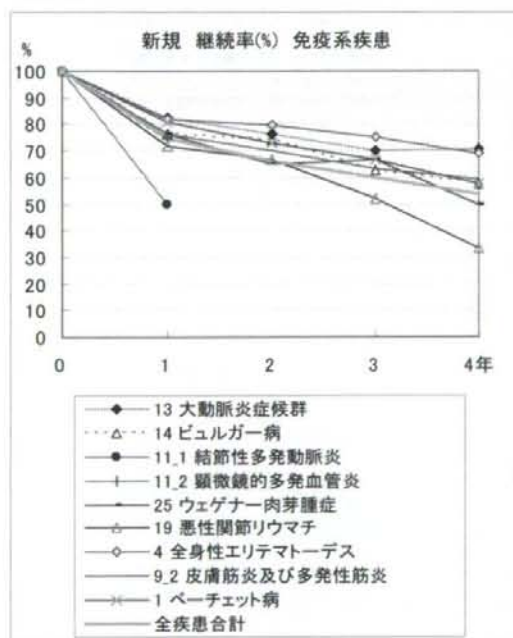 新規 継続率(%) 免疫系疾患
%
100
90
80
70
60
50
40
30
20
10
0
0 1 2 3 4年
13 大動脈炎症候群
14 ビュルガー病
11_1 結節性多発動脈炎
11_2 顕微鏡的多発血管炎
25 ウェゲナー肉芽腫症
19 悪性関節リウマチ
4 全身性エリテマトーデス
9_2 皮膚筋炎及び多発性筋炎
1 ベーチェット病
全疾患合計